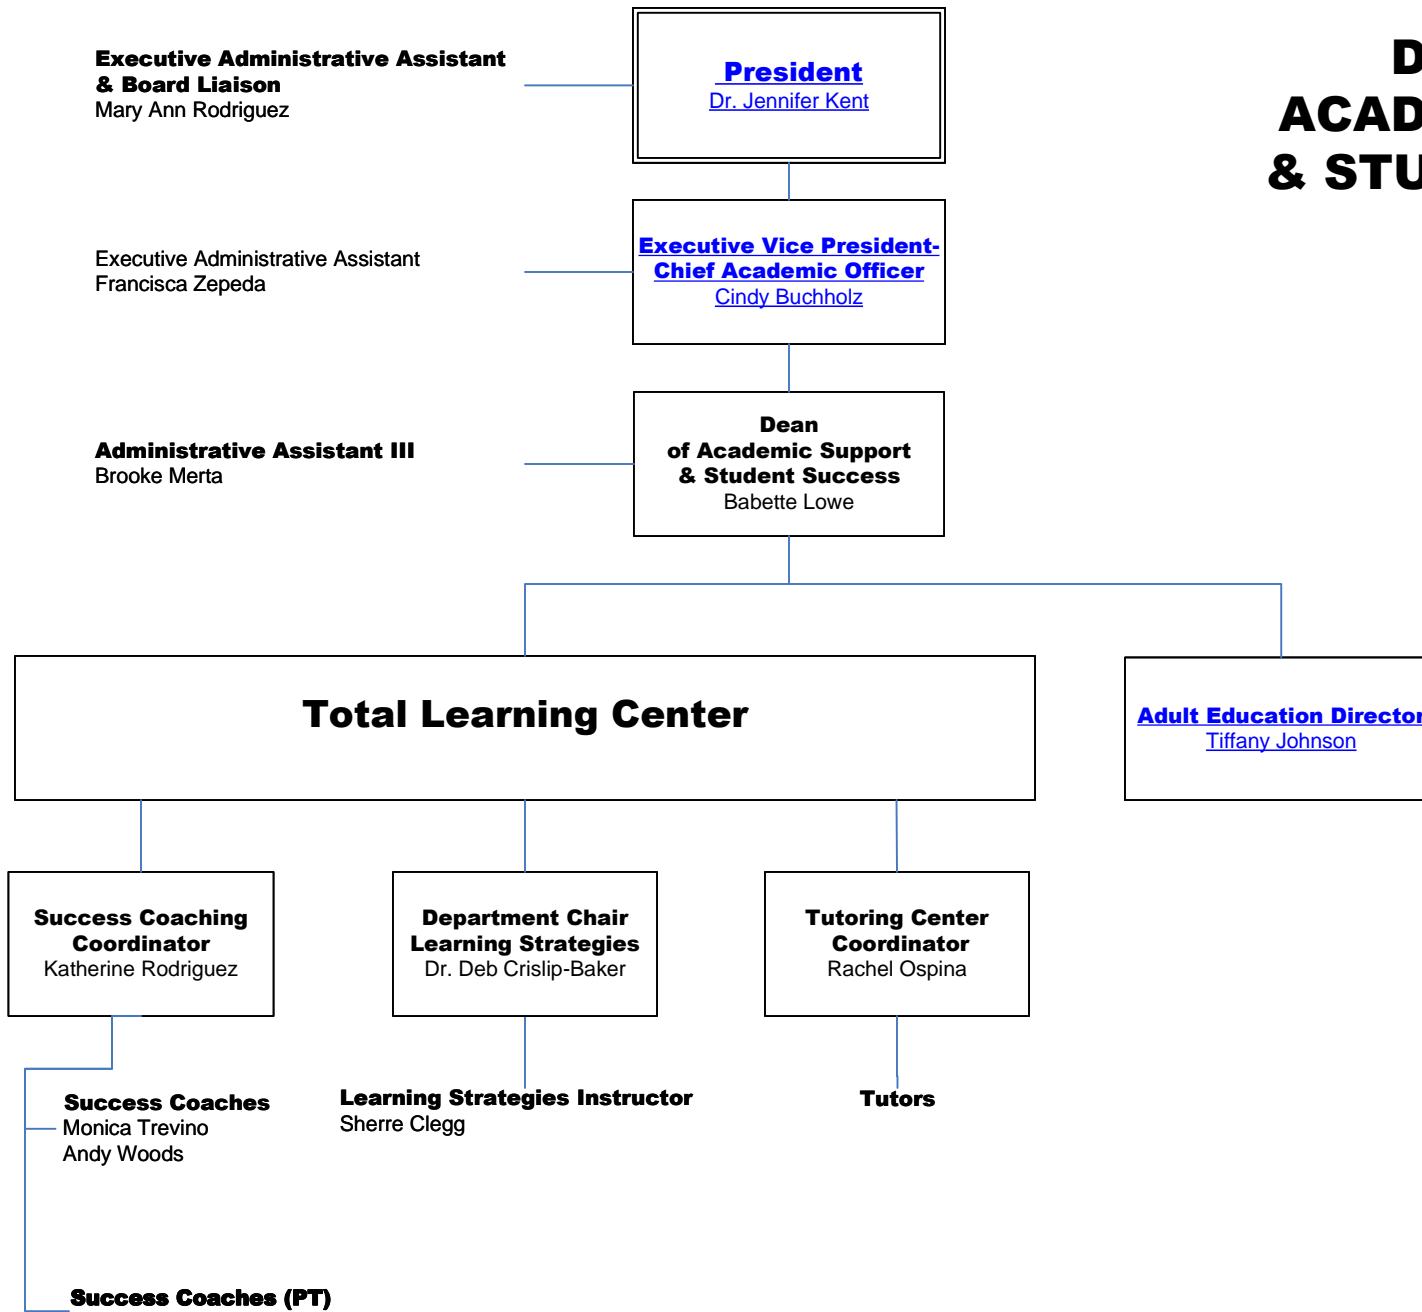 Executive Administrative Assistant
& Board Liaison
Mary Ann Rodriguez
President
Dr. Jennifer Kent
D
ACAD
& STU
Executive Administrative Assistant
Francisca Zepeda
Executive Vice President-
Chief Academic Officer
Cindy Buchholz
Administrative Assistant III
Brooke Merta
Dean
of Academic Support
& Student Success
Babette Lowe
Total Learning Center
Adult Education Director
Tiffany Johnson
Success Coaching
Coordinator
Katherine Rodriguez
Department Chair
Learning Strategies
Dr. Deb Crislip-Baker
Tutoring Center
Coordinator
Rachel Ospina
Success Coaches
Monica Trevino
Andy Woods
Learning Strategies Instructor
Sherre Clegg
Tutors
Success Coaches (PT)